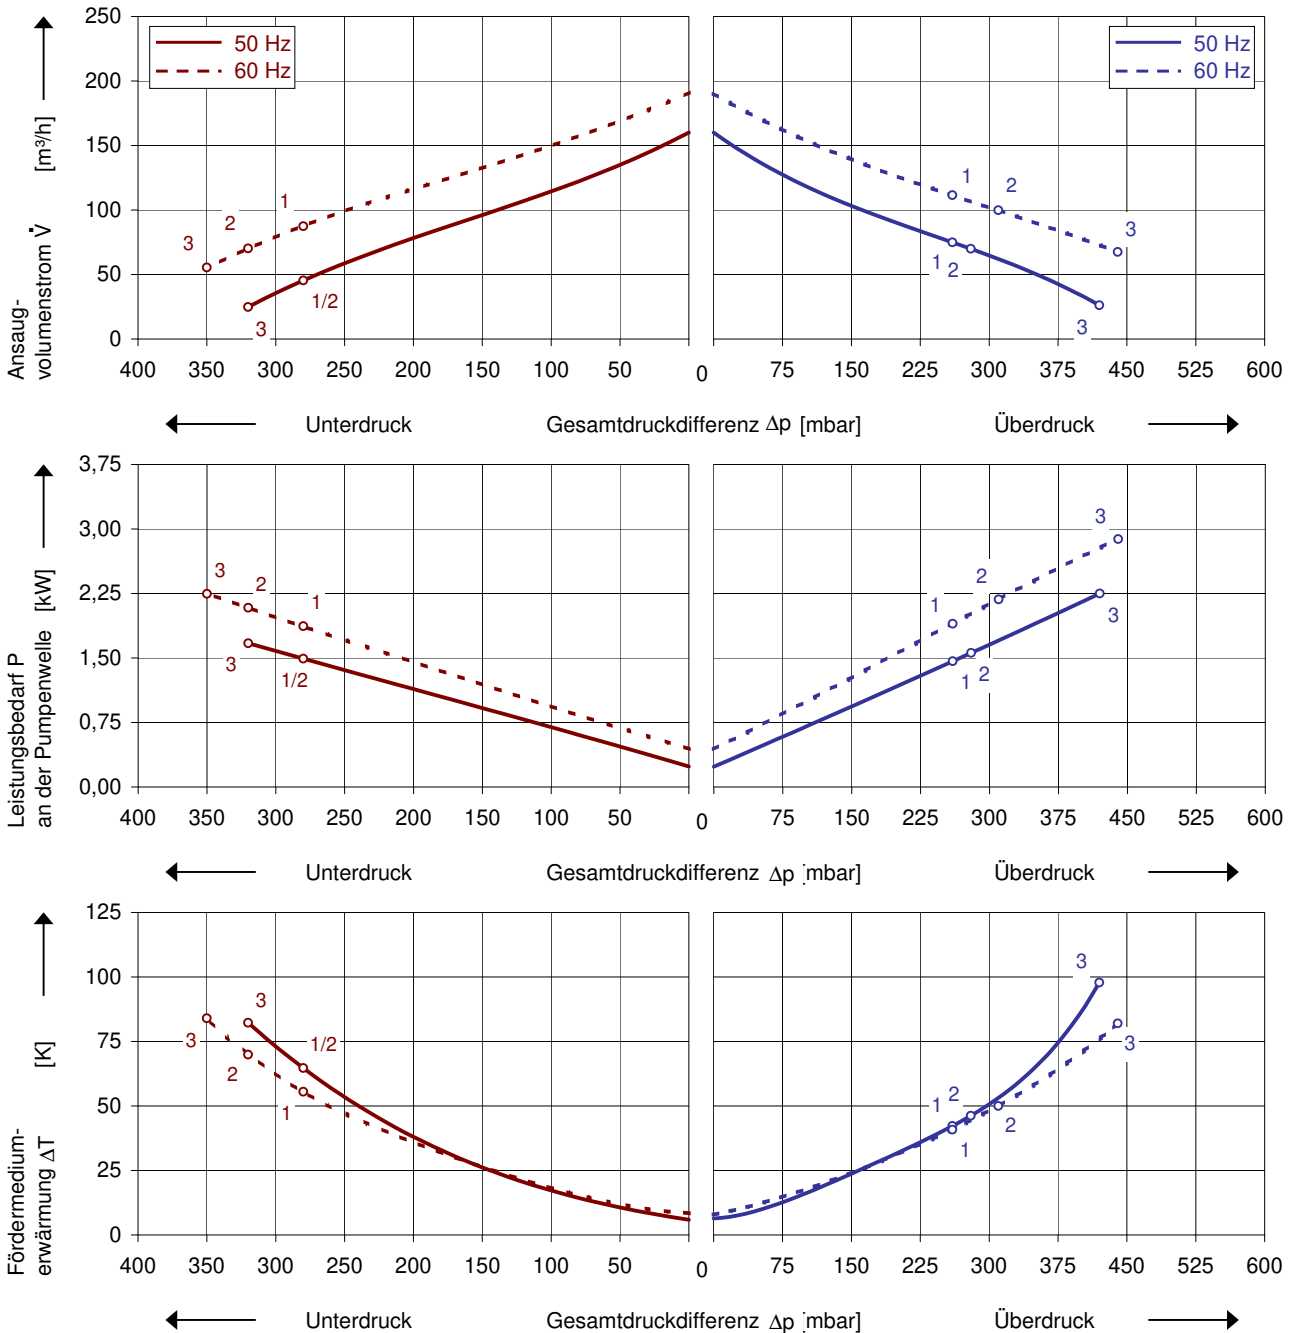 250
200
150
100
50
0
[m³/h]
Ansaug-
volumenstrom V̇
50 Hz
60 Hz
3
2
1
1/2
3
50 Hz
60 Hz
1
2
3
1
2
3
400 350 300 250 200 150 100 50 0 75 150 225 300 375 450 525 600
Unterdruck Gesamtdruckdifferenz Δp [mbar] Überdruck
3,75
3,00
2,25
1,50
0,75
0,00
[kW]
Leistungsbedarf P
an der Pumpenwelle
3
2
1
3
1/2
3
2
1
3
1
2
400 350 300 250 200 150 100 50 0 75 150 225 300 375 450 525 600
Unterdruck Gesamtdruckdifferenz Δp [mbar] Überdruck
125
100
75
50
25
0
[K]
Fördermedium-
erwärmung ΔT
3
3
1/2
2
1
3
3
1
2
2
1
400 350 300 250 200 150 100 50 0 75 150 225 300 375 450 525 600
Unterdruck Gesamtdruckdifferenz Δp [mbar] Überdruck